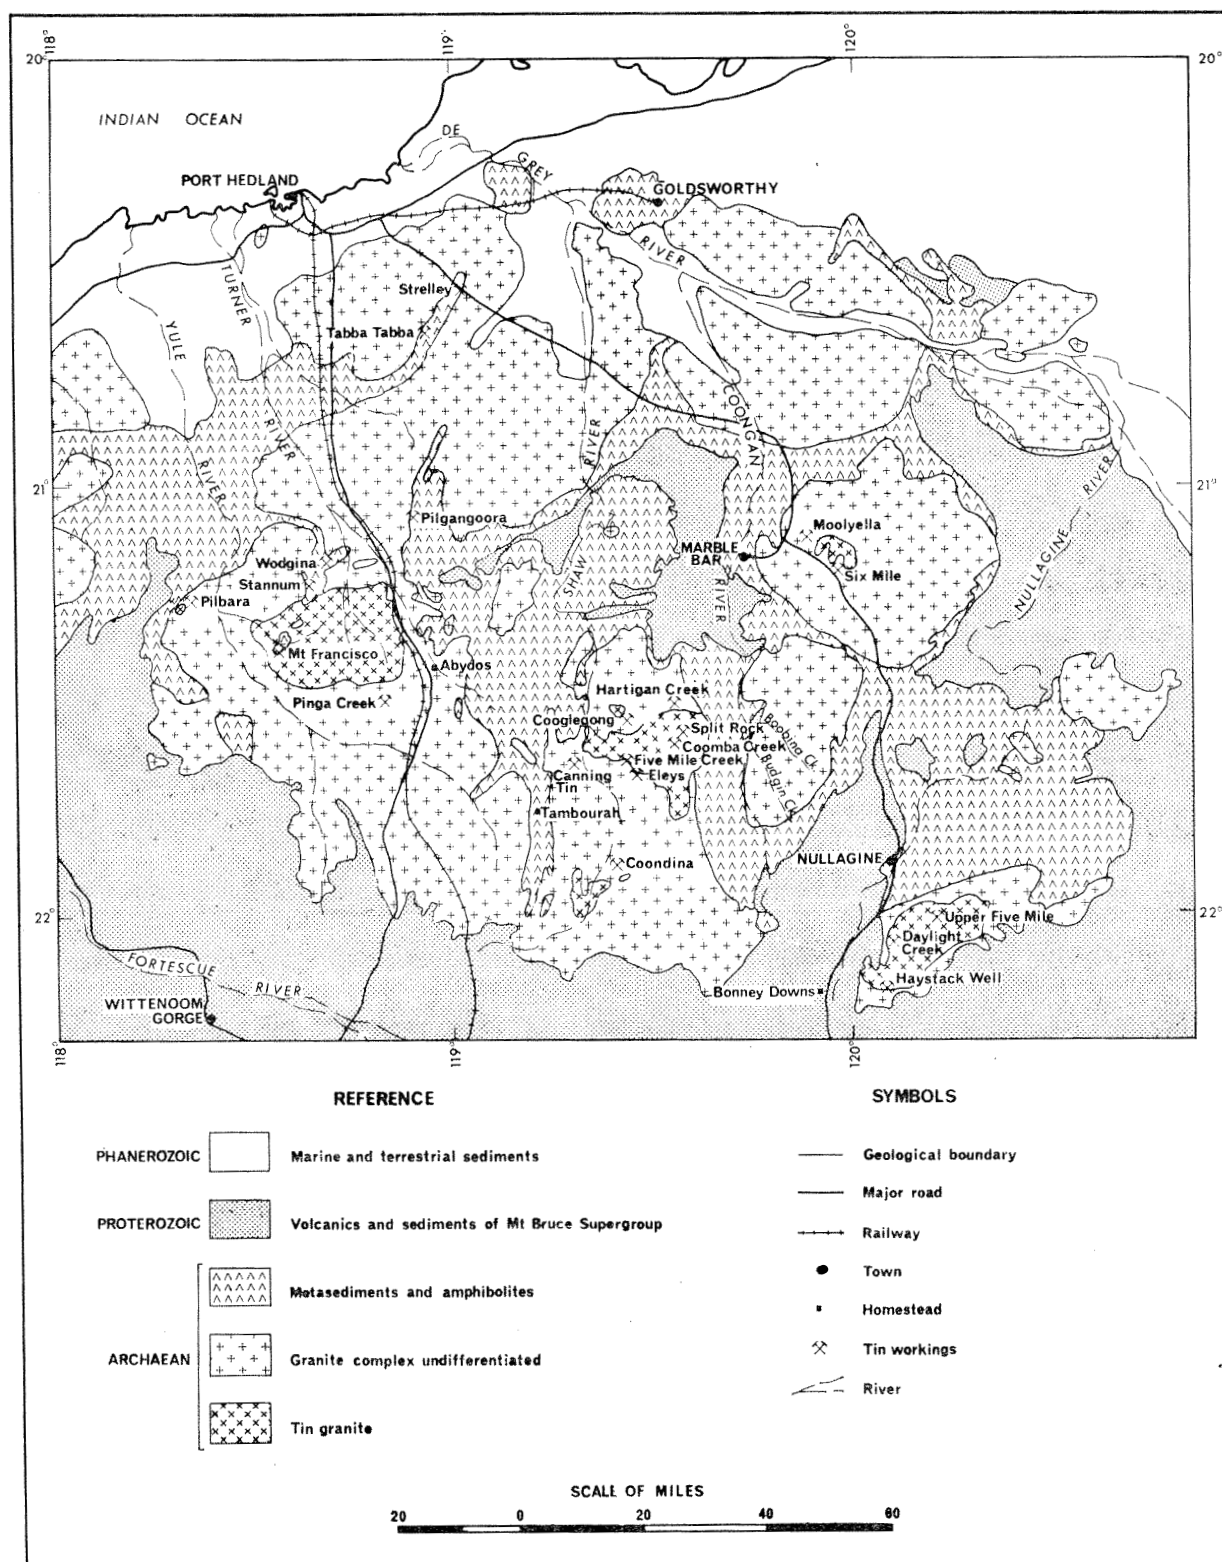 118°
119°
120°
20°
20°
INDIAN OCEAN
DE
GREY
PORT HEDLAND
GOLDSWORTHY
RIVER
TURNER
Strelley
YULE
Tabba Tabba
COONGAN
RIVER
RIVER
RIVER
RIVER
21°
21°
Pilgangoora
Moolyella
NULLAGINE
MARBLE
BAR
Wodgina
Six Mile
Stannum
SHAW
RIVER
Pilbara
Mt Francisco
Abydos
Hartigan Creek
Pinga Creek
Cooglegong
Split Rock
Boobina Ck
Coomba Creek
Five Mile Creek
Budgin Ck
Canning
Tin
Eleys
Tambourah
Coondina
NULLAGINE
22°
22°
Upper Five Mile
Daylight
Creek
FORTESCUE
RIVER
Haystack Well
Bonney Downs
WITTENOOM
GORGE
118°
119°
120°
REFERENCE
PHANEROZOIC Marine and terrestrial sediments
PROTEROZOIC Volcanics and sediments of Mt Bruce Supergroup
Metasediments and amphibolites
ARCHAEAN Granite complex undifferentiated
Tin granite
SYMBOLS
Geological boundary
Major road
Railway
Town
Homestead
Tin workings
River
SCALE OF MILES
20 0 20 40 60